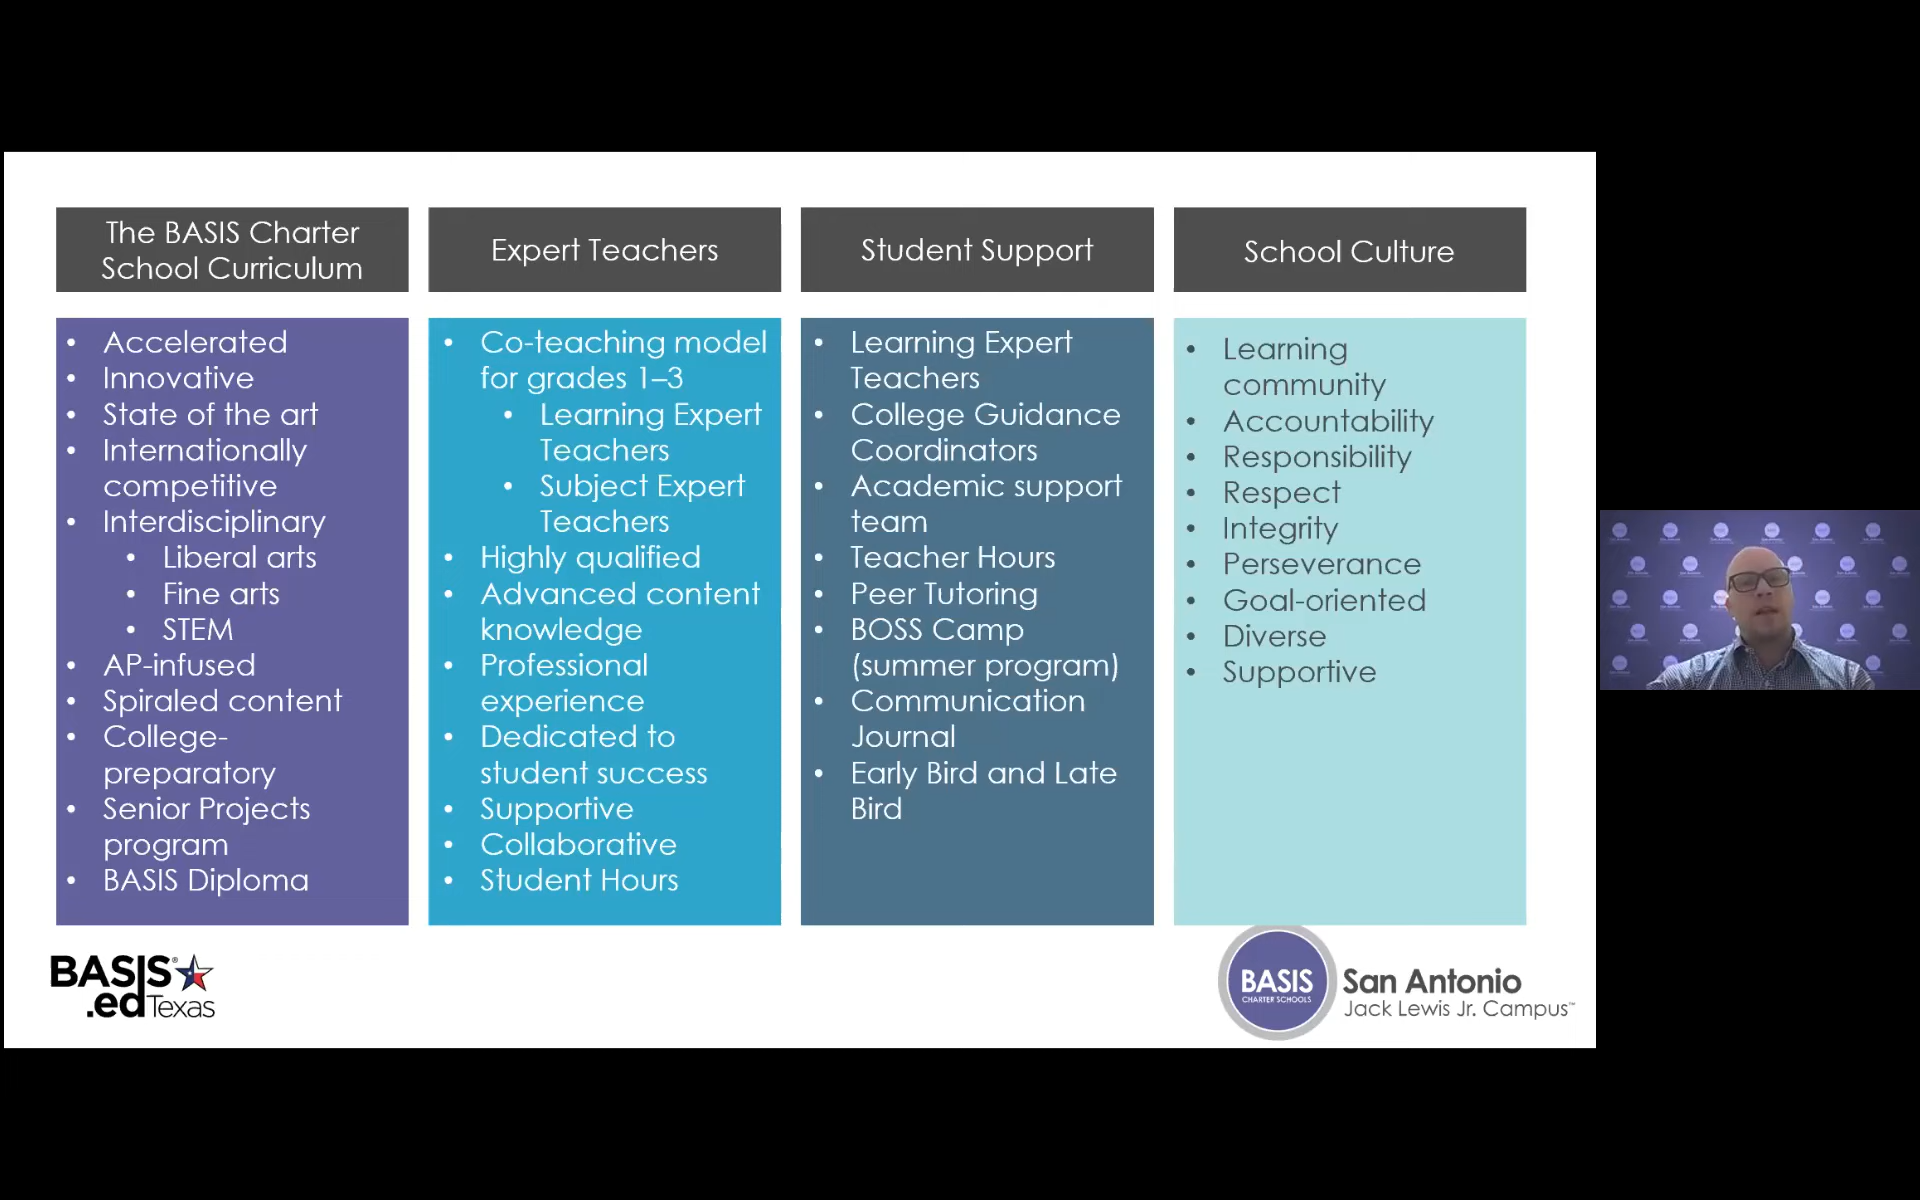 The BASIS Charter
School Curriculum
• Accelerated
• Innovative
• State of the art
• Internationally
competitive
• Interdisciplinary
• Liberal arts
• Fine arts
• STEM
• AP-infused
• Spiraled content
• College-
preparatory
• Senior Projects
program
• BASIS Diploma
Expert Teachers
• Co-teaching model
for grades 1–3
• Learning Expert
Teachers
• Subject Expert
Teachers
• Highly qualified
• Advanced content
knowledge
• Professional
experience
• Dedicated to
student success
• Supportive
• Collaborative
• Student Hours
Student Support
• Learning Expert
Teachers
• College Guidance
Coordinators
• Academic support
team
• Teacher Hours
• Peer Tutoring
• BOSS Camp
(summer program)
• Communication
Journal
• Early Bird and Late
Bird
School Culture
• Learning
community
• Accountability
• Responsibility
• Respect
• Integrity
• Perseverance
• Goal-oriented
• Diverse
• Supportive
BASIS®
.ed Texas
BASIS
CHARTER SCHOOLS
San Antonio
Jack Lewis Jr. Campus™